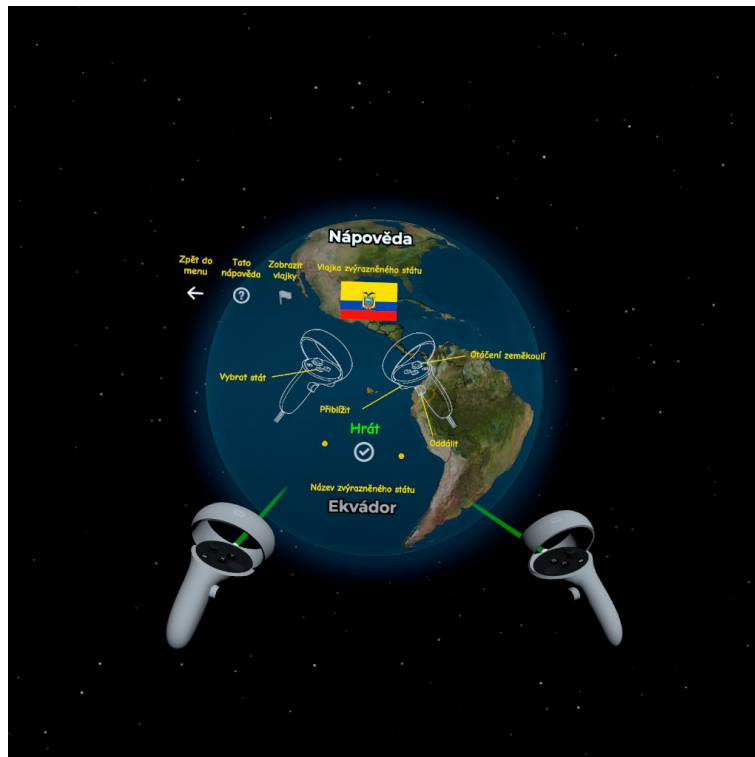 Nápověda
Zpět do
menu
Tato
nápověda
Zobrazit
vlajky
Vlajka zvýrazněného státu
Vybrat stát
Otáčení zeměkoulí
Přiblížit
Hrát
Oddálit
Název zvýrazněného státu
Ekvádor